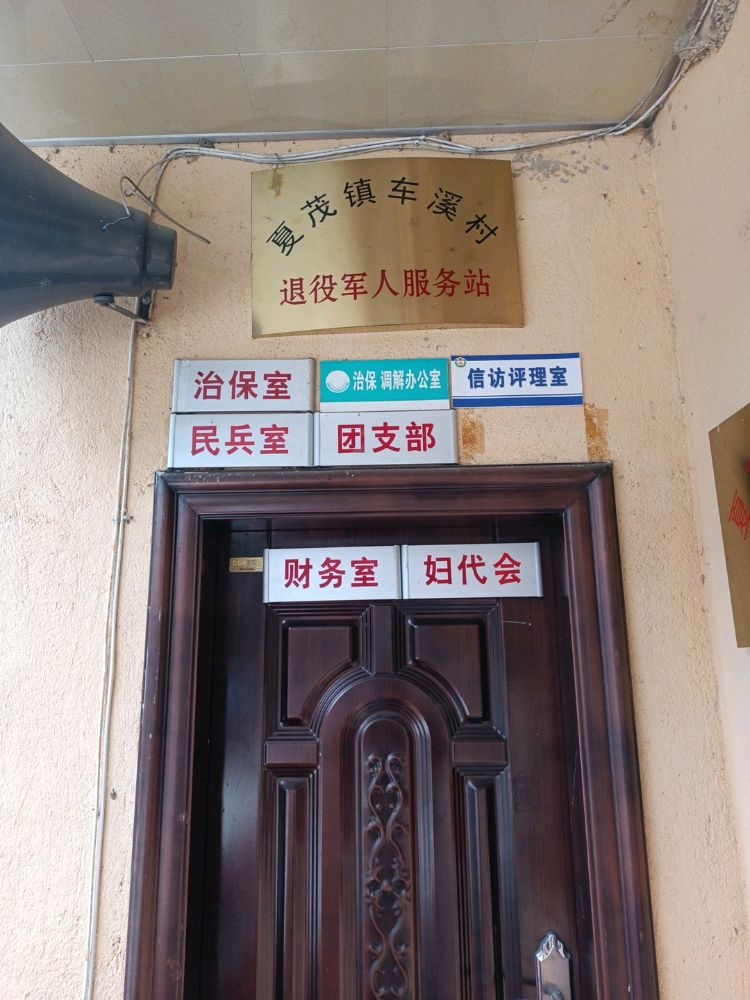 夏茂镇车溪村
退役军人服务站
治保室
治保 调解办公室
信访评理室
民兵室
团支部
财务室
妇代会